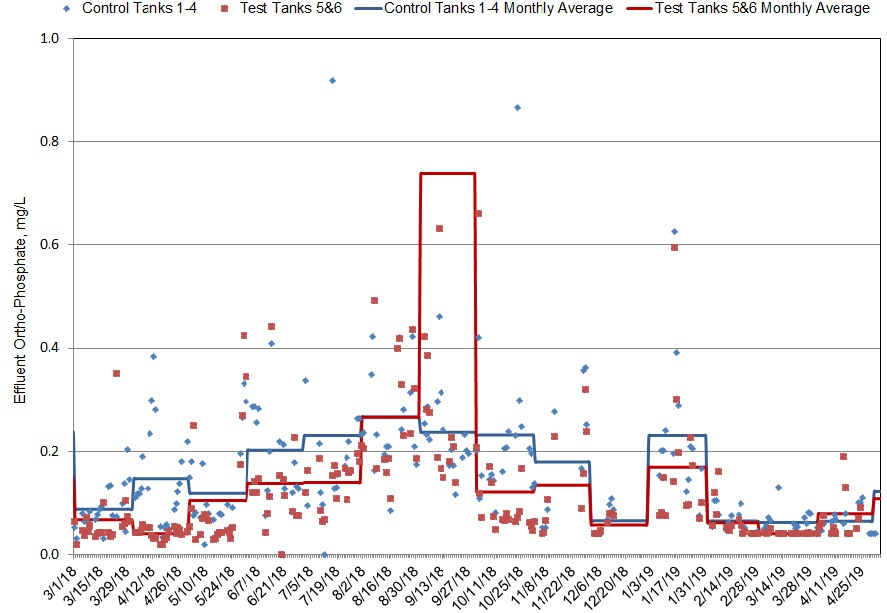 Control Tanks 1-4 Test Tanks 5&6 Control Tanks 1-4 Monthly Average Test Tanks 5&6 Monthly Average
Effluent Ortho-Phosphate, mg/L
1.0
0.8
0.6
0.4
0.2
0.0
3/1/18 3/15/18 3/29/18 4/12/18 4/26/18 5/10/18 5/24/18 6/7/18 6/21/18 7/5/18 7/19/18 8/2/18 8/16/18 8/30/18 9/13/18 9/27/18 10/11/18 10/25/18 11/8/18 11/22/18 12/6/18 12/20/18 1/3/19 1/17/19 1/31/19 2/14/19 2/28/19 3/14/19 3/28/19 4/11/19 4/25/19